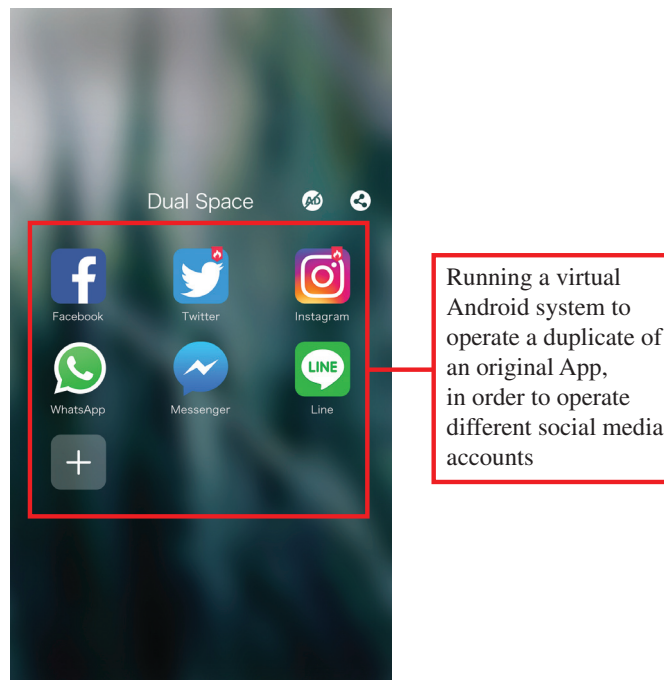 Dual Space AD
Facebook Twitter Instagram
LINE
WhatsApp Messenger Line
Running a virtual
Android system to
operate a duplicate of
an original App,
in order to operate
different social media
accounts